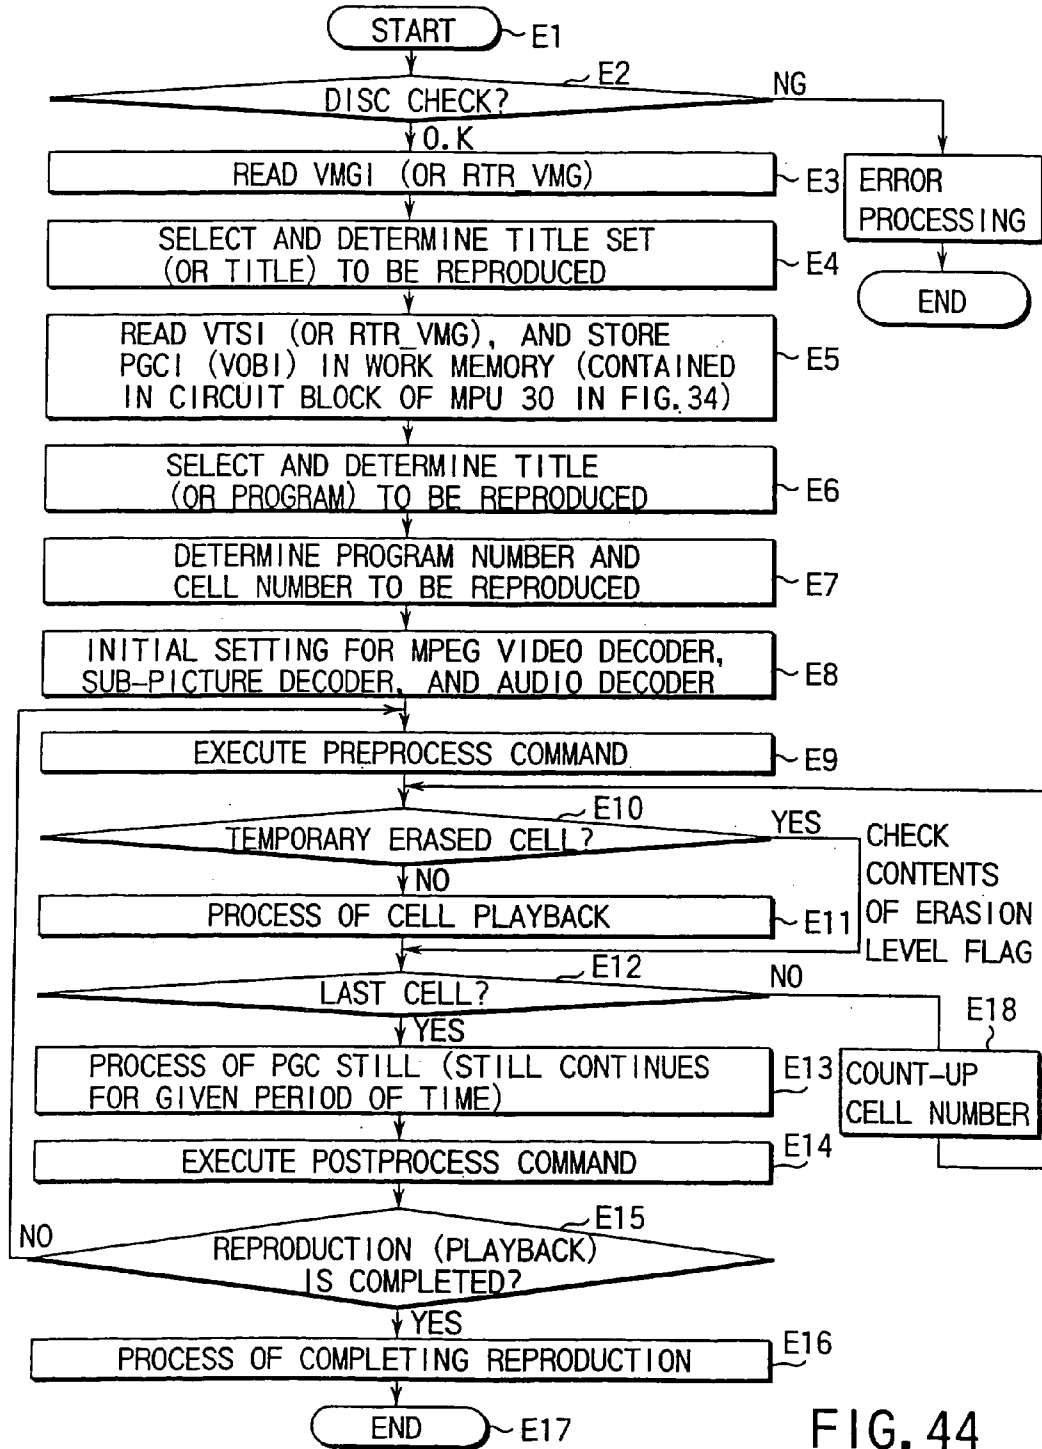 START
E1
E2
DISC CHECK?
NG
O.K
READ VMGI (OR RTR_VMG)
E3
ERROR
PROCESSING
END
SELECT AND DETERMINE TITLE SET
(OR TITLE) TO BE REPRODUCED
E4
READ VTSI (OR RTR_VMG), AND STORE
PGCI (VOBI) IN WORK MEMORY (CONTAINED
IN CIRCUIT BLOCK OF MPU 30 IN FIG.34)
E5
SELECT AND DETERMINE TITLE
(OR PROGRAM) TO BE REPRODUCED
E6
DETERMINE PROGRAM NUMBER AND
CELL NUMBER TO BE REPRODUCED
E7
INITIAL SETTING FOR MPEG VIDEO DECODER,
SUB-PICTURE DECODER, AND AUDIO DECODER
E8
EXECUTE PREPROCESS COMMAND
E9
E10
TEMPORARY ERASED CELL?
YES
CHECK
CONTENTS
OF ERASION
LEVEL FLAG
NO
PROCESS OF CELL PLAYBACK
E11
E12
LAST CELL?
NO
YES
E18
COUNT-UP
CELL NUMBER
PROCESS OF PGC STILL (STILL CONTINUES
FOR GIVEN PERIOD OF TIME)
E13
EXECUTE POSTPROCESS COMMAND
E14
E15
NO
REPRODUCTION (PLAYBACK)
IS COMPLETED?
YES
PROCESS OF COMPLETING REPRODUCTION
E16
END
E17
FIG. 44